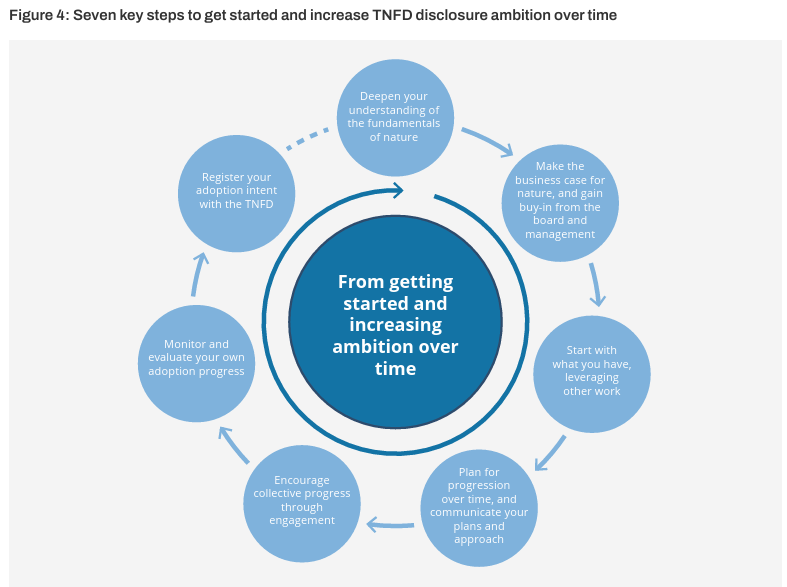 Figure 4: Seven key steps to get started and increase TNFD disclosure ambition over time
Deepen your
understanding of
the fundamentals
of nature
Make the
business case for
nature, and gain
buy-in from the
board and
management
Start with
what you have,
leveraging
other work
Plan for
progression
over time, and
communicate your
plans and
approach
Encourage
collective progress
through
engagement
Monitor and
evaluate your own
adoption progress
Register your
adoption intent
with the TNFD
From getting
started and
increasing
ambition over
time